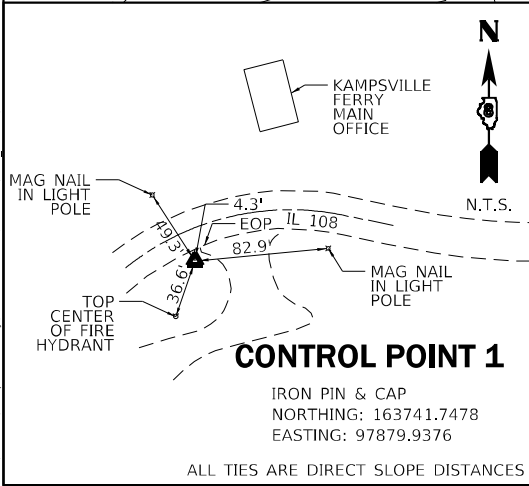 N
KAMPSVILLE
FERRY
MAIN
OFFICE
8
N.T.S.
MAG NAIL
IN LIGHT
POLE
4.3'
EOP IL 108
49.3'
82.9'
36.6'
MAG NAIL
IN LIGHT
POLE
TOP
CENTER
OF FIRE
HYDRANT
CONTROL POINT 1
IRON PIN & CAP
NORTHING: 163741.7478
EASTING: 97879.9376
ALL TIES ARE DIRECT SLOPE DISTANCES